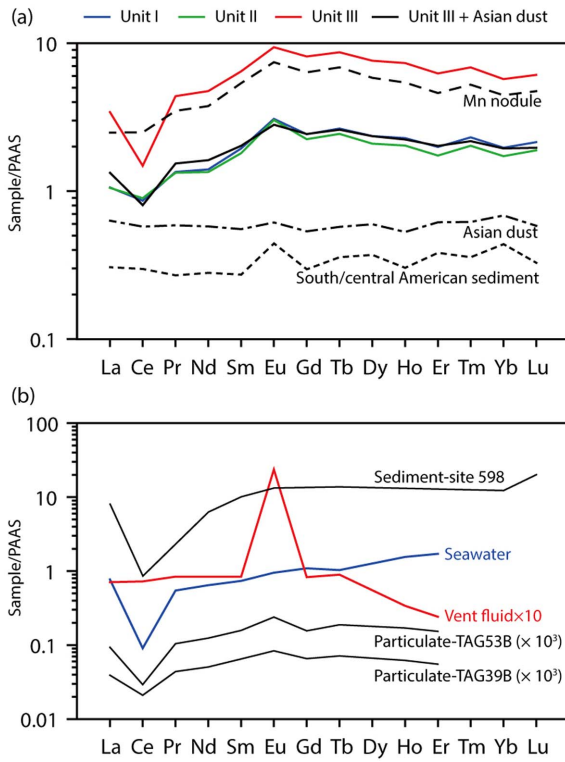 (a)
Unit I Unit II Unit III Unit III + Asian dust
10
Mn nodule
Sample/PAAS
1
Asian dust
South/central American sediment
0.1
La Ce Pr Nd Sm Eu Gd Tb Dy Ho Er Tm Yb Lu
(b)
100
Sediment-site 598
10
Sample/PAAS
Seawater
1
Vent fluid×10
0.1
Particulate-TAG53B (× 10³)
Particulate-TAG39B (× 10³)
0.01
La Ce Pr Nd Sm Eu Gd Tb Dy Ho Er Tm Yb Lu